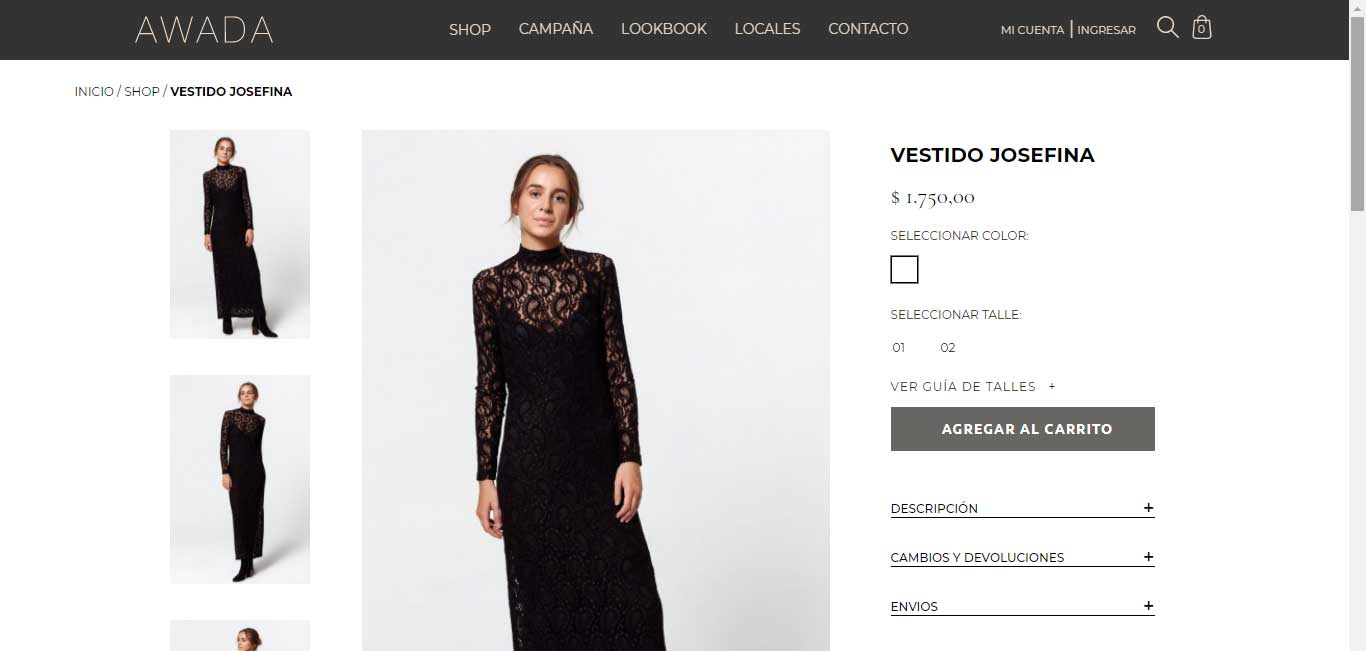 AWADA
SHOP CAMPAÑA LOOKBOOK LOCALES CONTACTO
MI CUENTA | INGRESAR
0
INICIO / SHOP / VESTIDO JOSEFINA
VESTIDO JOSEFINA
$ 1.750,00
SELECCIONAR COLOR:
SELECCIONAR TALLE:
01 02
VER GUÍA DE TALLES +
AGREGAR AL CARRITO
DESCRIPCIÓN +
CAMBIOS Y DEVOLUCIONES +
ENVIOS +